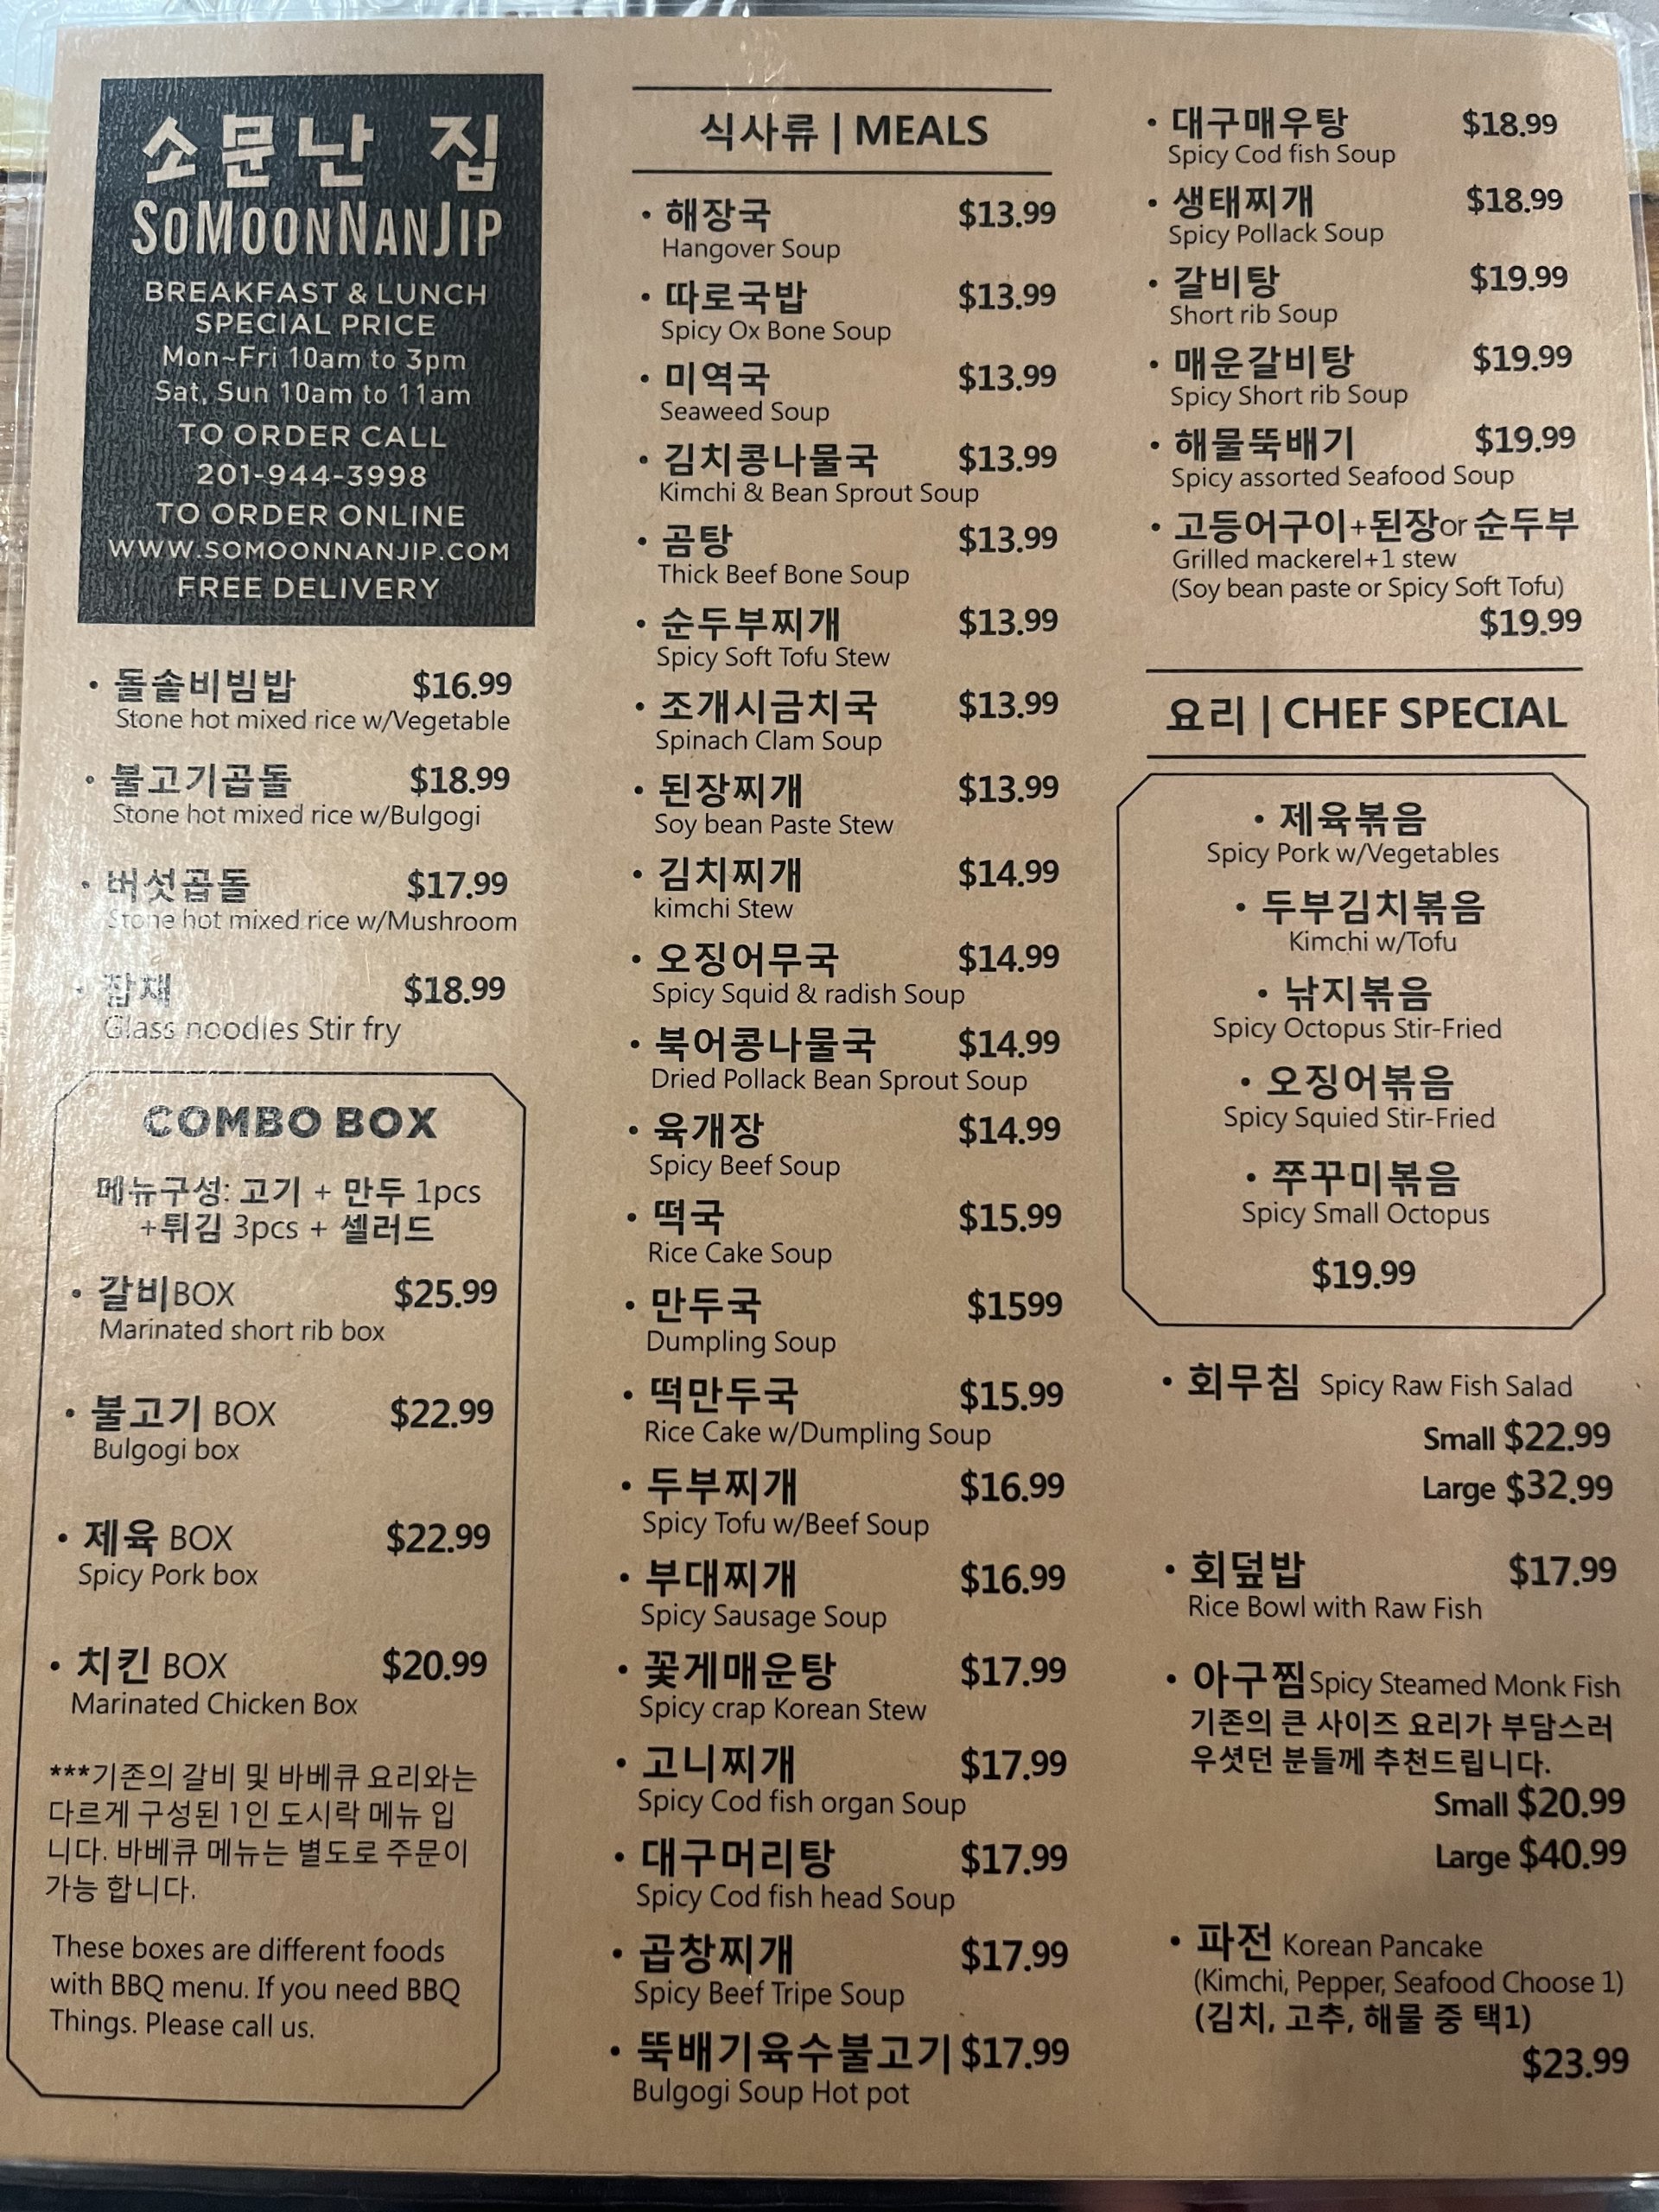 소문난 집
SOMOONNANJIP
BREAKFAST & LUNCH
SPECIAL PRICE
Mon~Fri 10am to 3pm
Sat, Sun 10am to 11am
TO ORDER CALL
201-944-3998
TO ORDER ONLINE
WWW.SOMOONNANJIP.COM
FREE DELIVERY
• 돌솥비빔밥 $16.99
Stone hot mixed rice w/Vegetable
• 불고기곱돌 $18.99
Stone hot mixed rice w/Bulgogi
• 버섯곱돌 $17.99
Stone hot mixed rice w/Mushroom
• 잡채 $18.99
Glass noodles Stir fry
COMBO BOX
메뉴구성: 고기 + 만두 1pcs
+튀김 3pcs + 셀러드
• 갈비BOX $25.99
Marinated short rib box
• 불고기 BOX $22.99
Bulgogi box
• 제육 BOX $22.99
Spicy Pork box
• 치킨 BOX $20.99
Marinated Chicken Box
***기존의 갈비 및 바베큐 요리와는
다르게 구성된 1인 도시락 메뉴 입
니다. 바베큐 메뉴는 별도로 주문이
가능 합니다.
These boxes are different foods
with BBQ menu. If you need BBQ
Things. Please call us.
식사류 | MEALS
• 해장국 $13.99
Hangover Soup
• 따로국밥 $13.99
Spicy Ox Bone Soup
• 미역국 $13.99
Seaweed Soup
• 김치콩나물국 $13.99
Kimchi & Bean Sprout Soup
• 곰탕 $13.99
Thick Beef Bone Soup
• 순두부찌개 $13.99
Spicy Soft Tofu Stew
• 조개시금치국 $13.99
Spinach Clam Soup
• 된장찌개 $13.99
Soy bean Paste Stew
• 김치찌개 $14.99
kimchi Stew
• 오징어무국 $14.99
Spicy Squid & radish Soup
• 북어콩나물국 $14.99
Dried Pollack Bean Sprout Soup
• 육개장 $14.99
Spicy Beef Soup
• 떡국 $15.99
Rice Cake Soup
• 만두국 $1599
Dumpling Soup
• 떡만두국 $15.99
Rice Cake w/Dumpling Soup
• 두부찌개 $16.99
Spicy Tofu w/Beef Soup
• 부대찌개 $16.99
Spicy Sausage Soup
• 꽃게매운탕 $17.99
Spicy crap Korean Stew
• 고니찌개 $17.99
Spicy Cod fish organ Soup
• 대구머리탕 $17.99
Spicy Cod fish head Soup
• 곱창찌개 $17.99
Spicy Beef Tripe Soup
• 뚝배기육수불고기 $17.99
Bulgogi Soup Hot pot
• 대구매우탕 $18.99
Spicy Cod fish Soup
• 생태찌개 $18.99
Spicy Pollack Soup
• 갈비탕 $19.99
Short rib Soup
• 매운갈비탕 $19.99
Spicy Short rib Soup
• 해물뚝배기 $19.99
Spicy assorted Seafood Soup
• 고등어구이+된장or 순두부
Grilled mackerel+1 stew
(Soy bean paste or Spicy Soft Tofu)
$19.99
요리 | CHEF SPECIAL
• 제육볶음
Spicy Pork w/Vegetables
• 두부김치볶음
Kimchi w/Tofu
• 낚지볶음
Spicy Octopus Stir-Fried
• 오징어볶음
Spicy Squied Stir-Fried
• 쭈꾸미볶음
Spicy Small Octopus
$19.99
• 회무침 Spicy Raw Fish Salad
Small $22.99
Large $32.99
• 회덮밥 $17.99
Rice Bowl with Raw Fish
• 아구찜 Spicy Steamed Monk Fish
기존의 큰 사이즈 요리가 부담스러
우셧던 분들께 추천드립니다.
Small $20.99
Large $40.99
• 파전 Korean Pancake
(Kimchi, Pepper, Seafood Choose 1)
(김치, 고추, 해물 중 택1)
$23.99